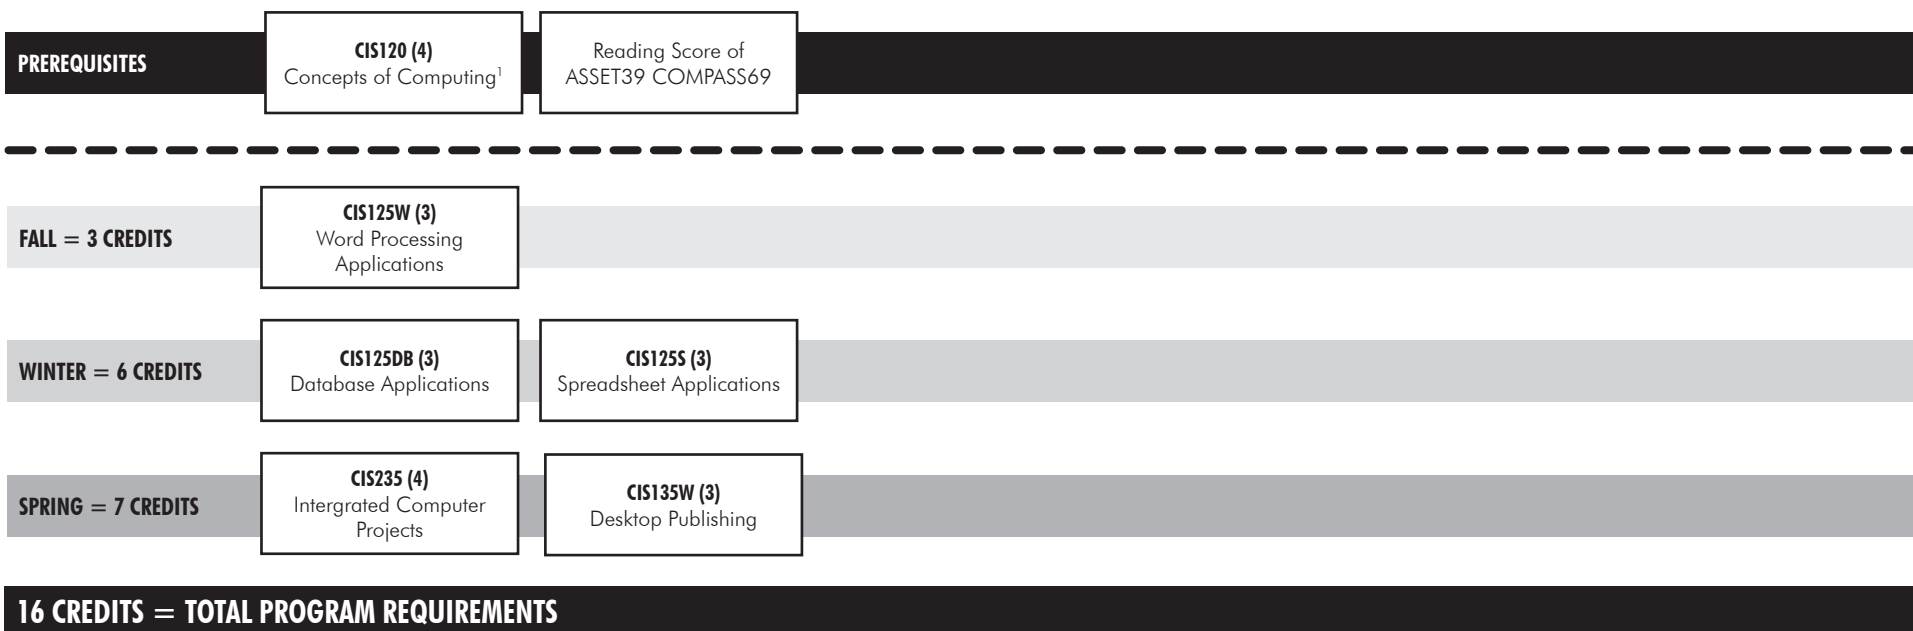 PREREQUISITES
CIS120 (4)
Concepts of Computing¹
Reading Score of
ASSET39 COMPASS69
FALL = 3 CREDITS
CIS125W (3)
Word Processing
Applications
WINTER = 6 CREDITS
CIS125DB (3)
Database Applications
CIS125S (3)
Spreadsheet Applications
SPRING = 7 CREDITS
CIS235 (4)
Intergrated Computer
Projects
CIS135W (3)
Desktop Publishing
16 CREDITS = TOTAL PROGRAM REQUIREMENTS